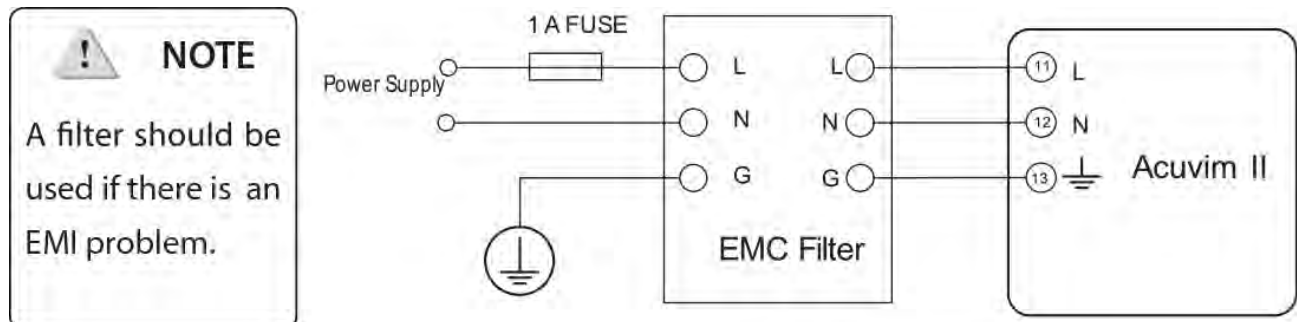 !
NOTE
A filter should be
used if there is an
EMI problem.
1 A FUSE
Power Supply
L
N
G
L
N
G
EMC Filter
11 L
12 N
13
Acuvim II